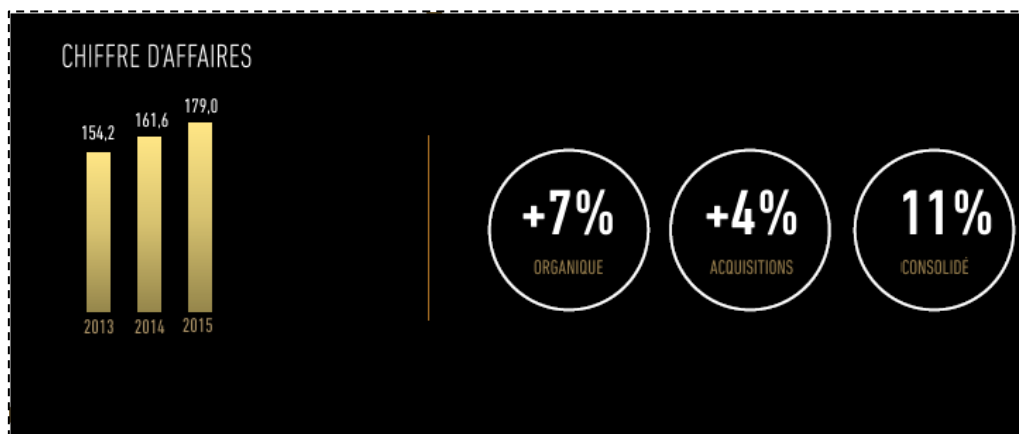 CHIFFRE D'AFFAIRES
154,2
161,6
179,0
2013
2014
2015
+7%
ORGANIQUE
+4%
ACQUISITIONS
11%
CONSOLIDÉ